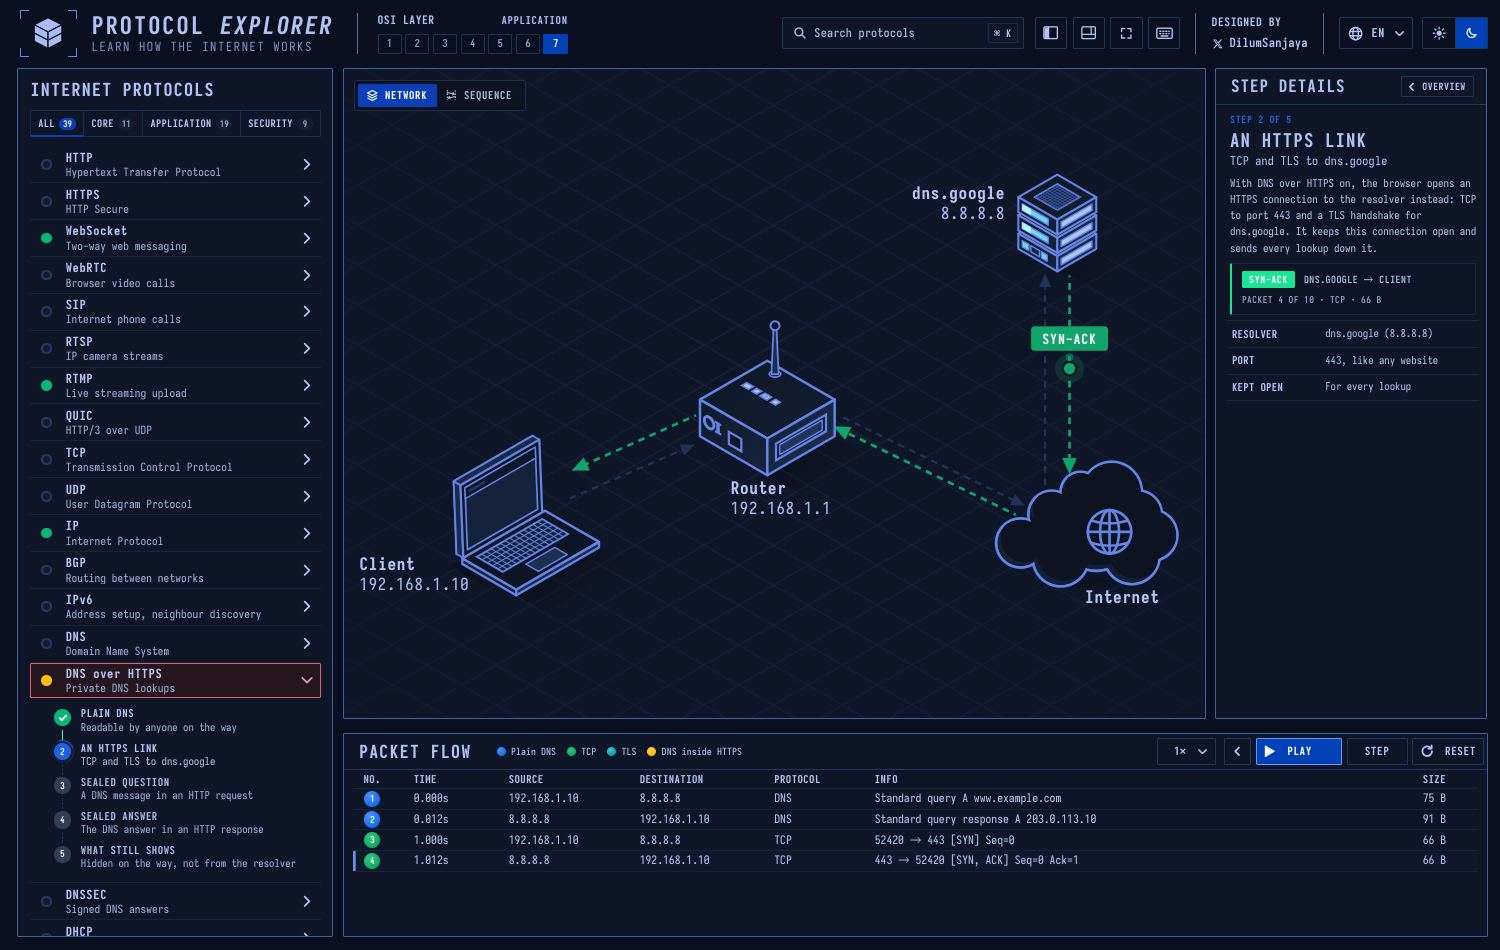 PROTOCOL EXPLORER
LEARN HOW THE INTERNET WORKS
OSI LAYER APPLICATION
1 2 3 4 5 6 7
Search protocols ⌘ K
DESIGNED BY
DilumSanjaya
EN
INTERNET PROTOCOLS
ALL 39 CORE 11 APPLICATION 19 SECURITY 9
HTTP
Hypertext Transfer Protocol
HTTPS
HTTP Secure
WebSocket
Two-way web messaging
WebRTC
Browser video calls
SIP
Internet phone calls
RTSP
IP camera streams
RTMP
Live streaming upload
QUIC
HTTP/3 over UDP
TCP
Transmission Control Protocol
UDP
User Datagram Protocol
IP
Internet Protocol
BGP
Routing between networks
IPv6
Address setup, neighbour discovery
DNS
Domain Name System
DNS over HTTPS
Private DNS lookups
PLAIN DNS
Readable by anyone on the way
2 AN HTTPS LINK
TCP and TLS to dns.google
3 SEALED QUESTION
A DNS message in an HTTP request
4 SEALED ANSWER
The DNS answer in an HTTP response
5 WHAT STILL SHOWS
Hidden on the way, not from the resolver
DNSSEC
Signed DNS answers
DHCP
NETWORK SEQUENCE
dns.google
8.8.8.8
SYN-ACK
Router
192.168.1.1
Client
192.168.1.10
Internet
STEP DETAILS OVERVIEW
STEP 2 OF 5
AN HTTPS LINK
TCP and TLS to dns.google
With DNS over HTTPS on, the browser opens an
HTTPS connection to the resolver instead: TCP
to port 443 and a TLS handshake for
dns.google. It keeps this connection open and
sends every lookup down it.
SYN-ACK DNS.GOOGLE → CLIENT
PACKET 4 OF 10 · TCP · 66 B
RESOLVER dns.google (8.8.8.8)
PORT 443, like any website
KEPT OPEN For every lookup
PACKET FLOW Plain DNS TCP TLS DNS inside HTTPS 1× PLAY STEP RESET
NO. TIME SOURCE DESTINATION PROTOCOL INFO SIZE
1 0.000s 192.168.1.10 8.8.8.8 DNS Standard query A www.example.com 75 B
2 0.012s 8.8.8.8 192.168.1.10 DNS Standard query response A 203.0.113.10 91 B
3 1.000s 192.168.1.10 8.8.8.8 TCP 52420 → 443 [SYN] Seq=0 66 B
4 1.012s 8.8.8.8 192.168.1.10 TCP 443 → 52420 [SYN, ACK] Seq=0 Ack=1 66 B